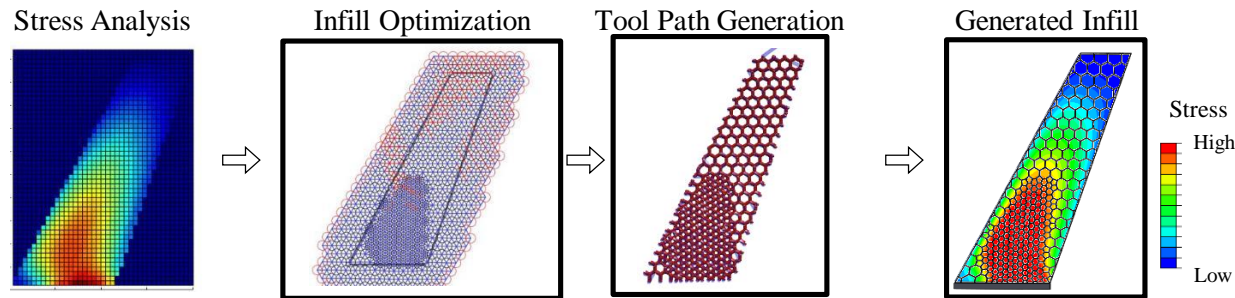 Stress Analysis
Infill Optimization
Tool Path Generation
Generated Infill
Stress
High
Low